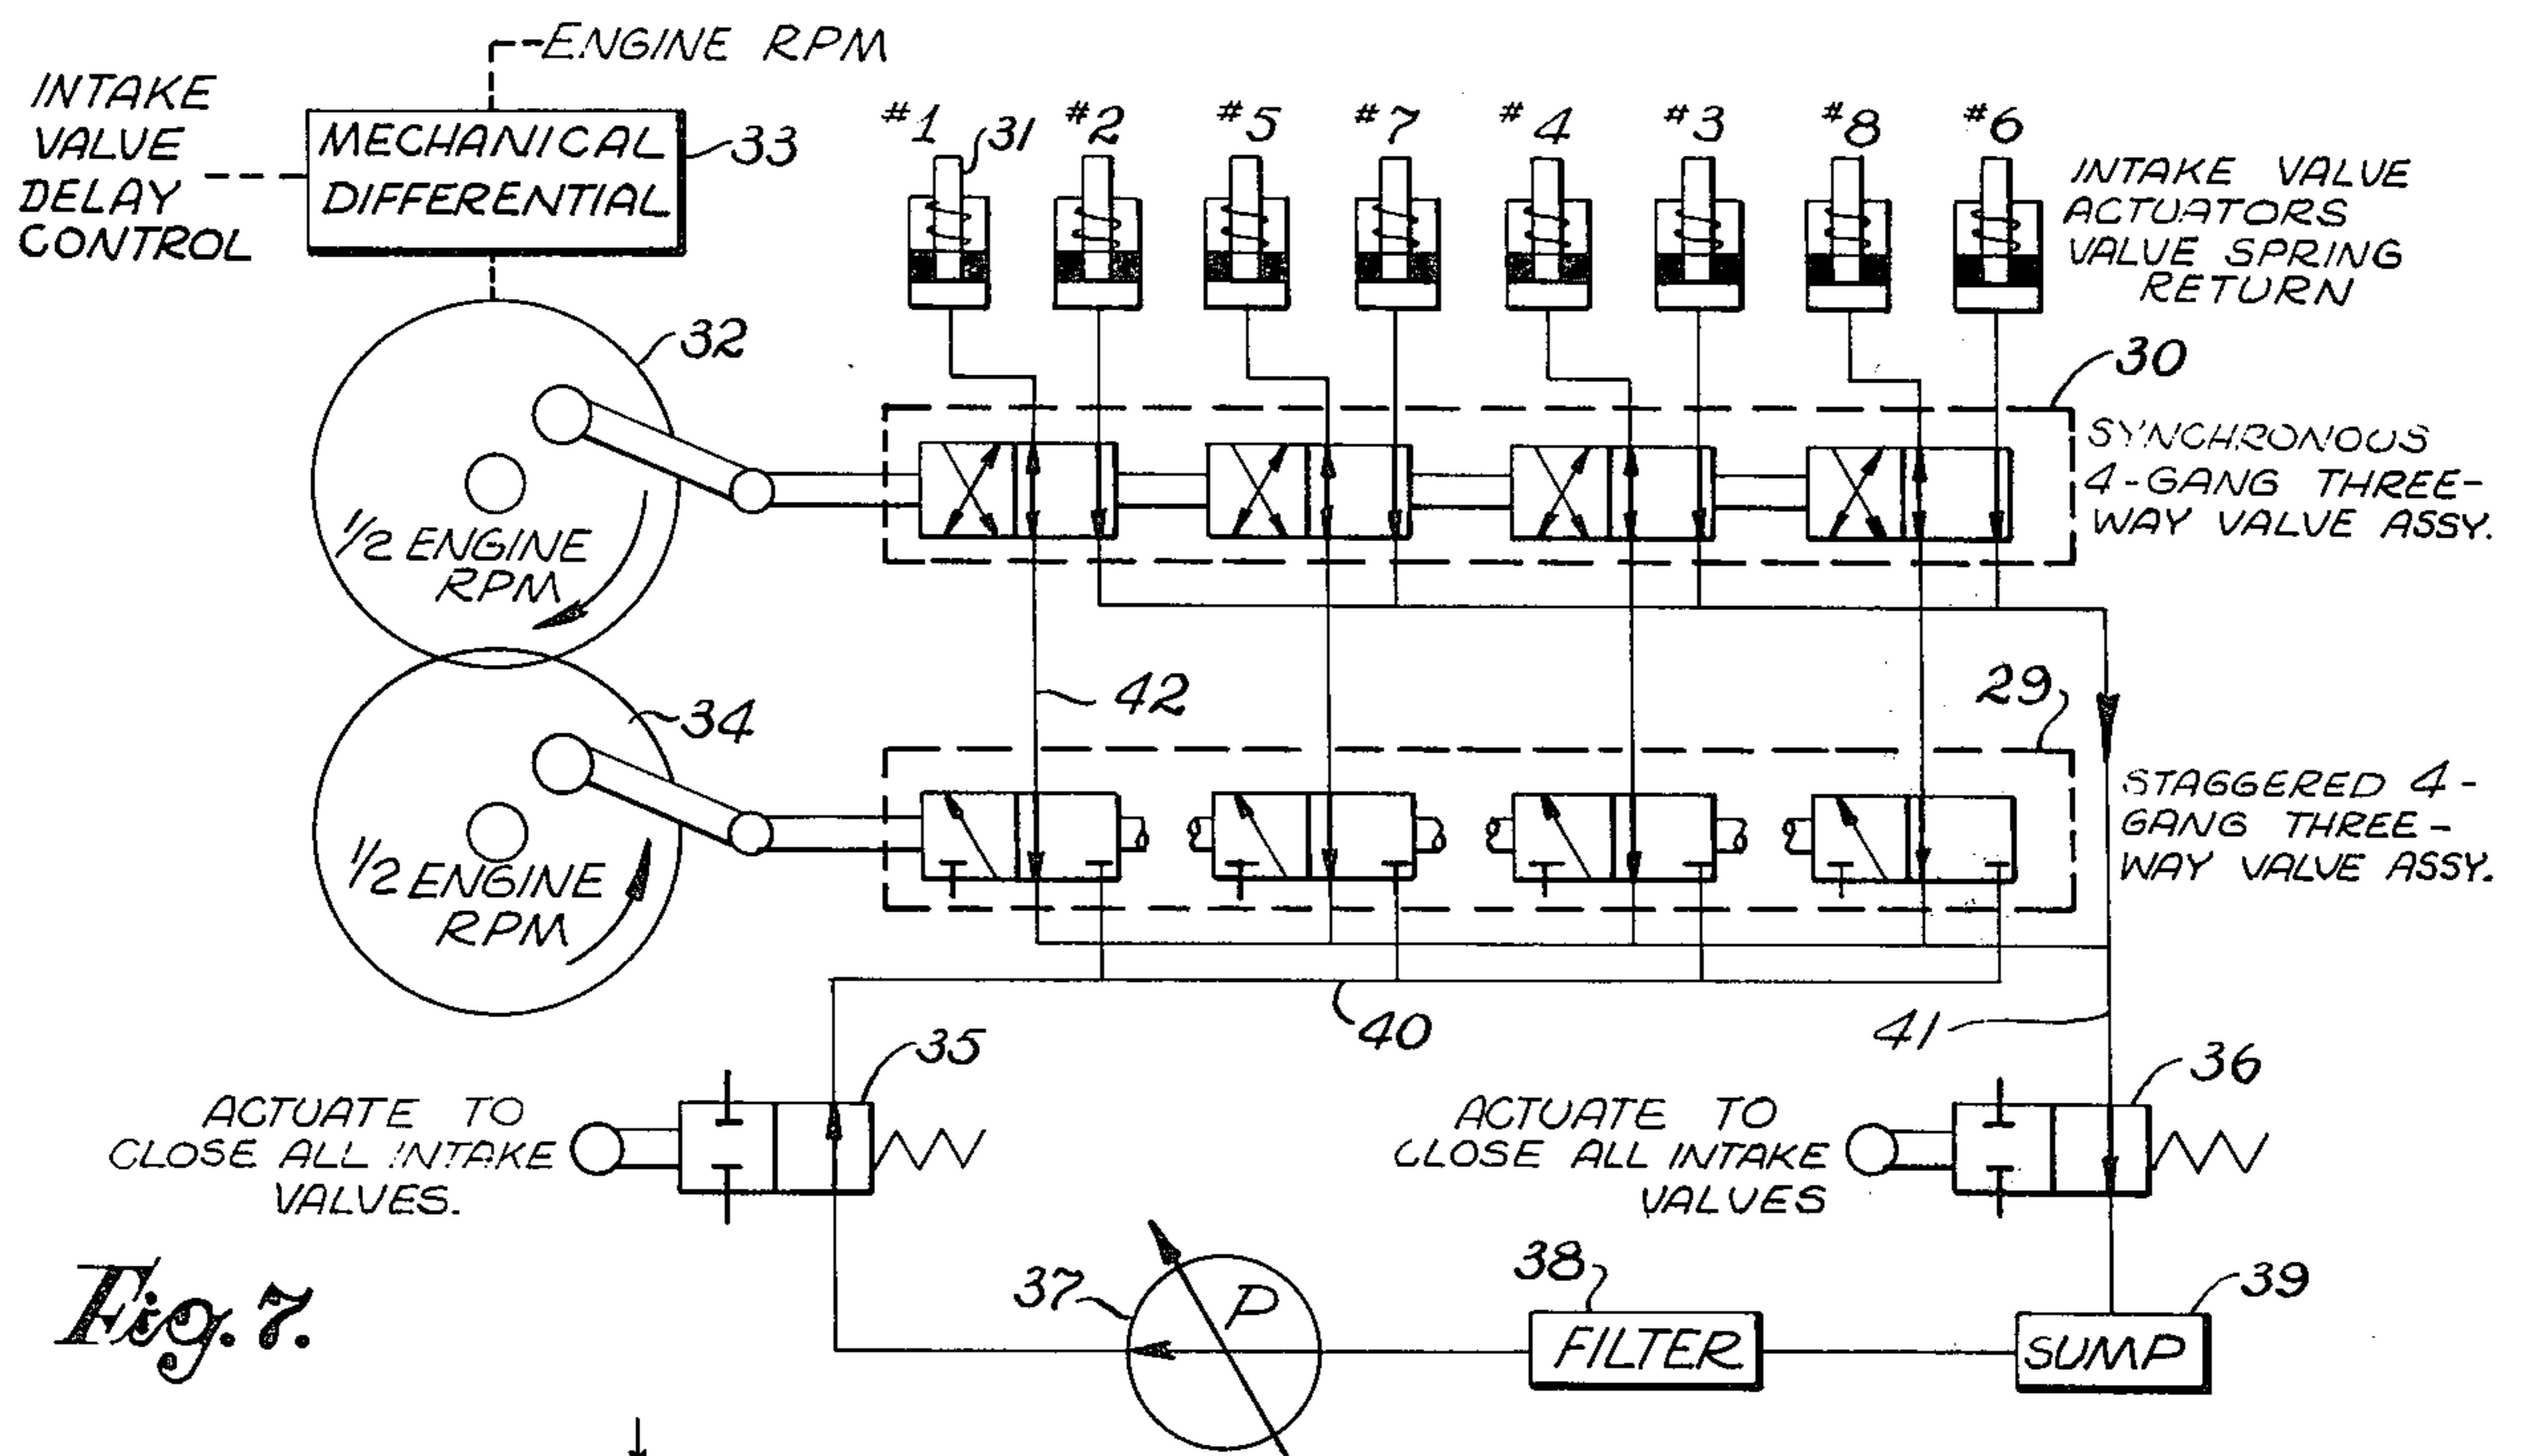 ENGINE RPM
INTAKE
VALVE
DELAY
CONTROL
MECHANICAL
DIFFERENTIAL
33
#1
31
#2
#5
#7
#4
#3
#8
#6
INTAKE VALVE
ACTUATORS
VALVE SPRING
RETURN
32
1/2 ENGINE
RPM
30
SYNCHRONOUS
4-GANG THREE-
WAY VALVE ASSY.
42
29
34
1/2 ENGINE
RPM
STAGGERED 4-
GANG THREE-
WAY VALVE ASSY.
40
41
35
ACTUATE TO
CLOSE ALL INTAKE
VALVES.
36
ACTUATE TO
CLOSE ALL INTAKE
VALVES
37
P
38
FILTER
39
SUMP
Fig. 7.